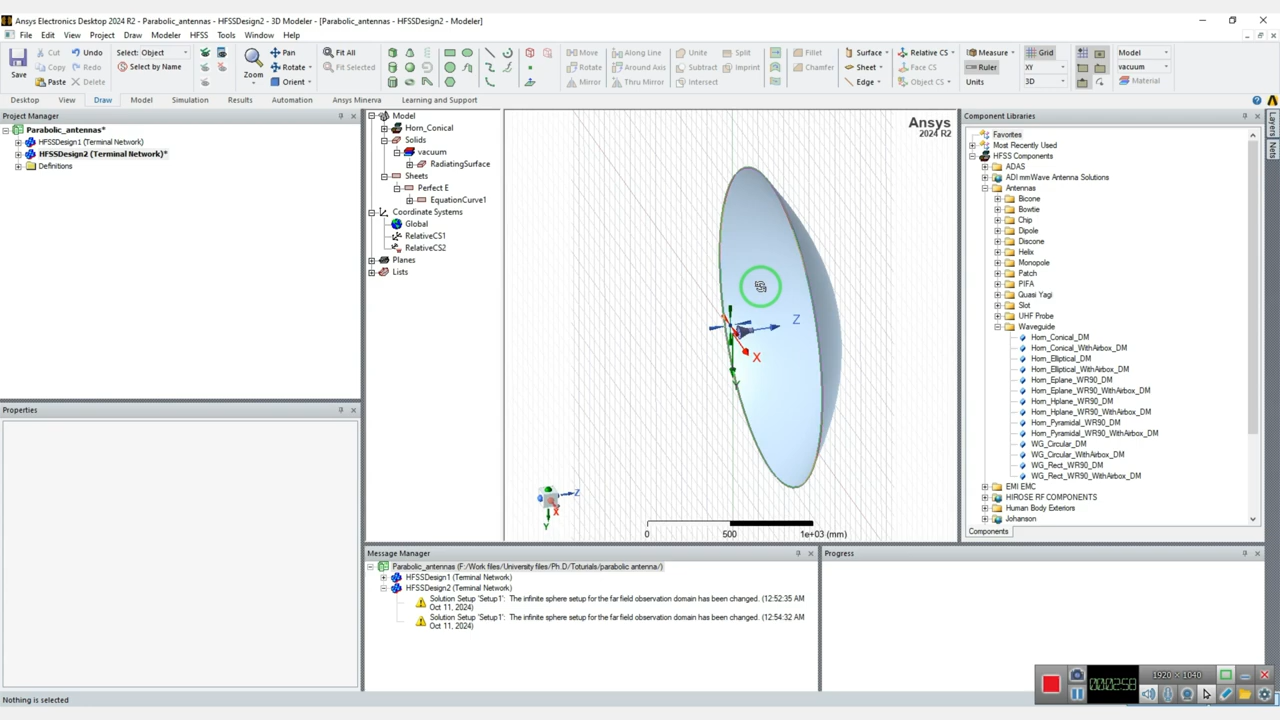 Ansys Electronics Desktop 2024 R2 - Parabolic_antennas - HFSSDesign2 - 3D Modeler - [Parabolic_antennas - HFSSDesign2 - Modeler]
File Edit View Project Draw Modeler HFSS Tools Window Help
Save Cut Undo Copy Redo Paste Delete
Select: Object Select by Name
Zoom Pan Rotate Orient Fit All Fit Selected
Move Along Line Rotate Around Axis Mirror Thru Mirror
Unite Split Subtract Imprint Intersect
Fillet Chamfer
Surface Sheet Edge
Relative CS Face CS Object CS
Measure Ruler Units
Grid XY 3D
Model vacuum Material
Desktop View Draw Model Simulation Results Automation Ansys Minerva Learning and Support
Project Manager
Parabolic_antennas*
HFSSDesign1 (Terminal Network)
HFSSDesign2 (Terminal Network)*
Definitions
Properties
Model
Horn_Conical
Solids
vacuum
RadiatingSurface
Sheets
Perfect E
EquationCurve1
Coordinate Systems
Global
RelativeCS1
RelativeCS2
Planes
Lists
Ansys
2024 R2
Z
X
Y
Z
X
Y
0 500 1e+03 (mm)
Component Libraries
Favorites
Most Recently Used
HFSS Components
ADAS
ADI mmWave Antenna Solutions
Antennas
Bicone
Bowtie
Chip
Dipole
Discone
Helix
Monopole
Patch
PIFA
Quasi Yagi
Slot
UHF Probe
Waveguide
Horn_Conical_DM
Horn_Conical_WithAirbox_DM
Horn_Elliptical_DM
Horn_Elliptical_WithAirbox_DM
Horn_Eplane_WR90_DM
Horn_Eplane_WR90_WithAirbox_DM
Horn_Hplane_WR90_DM
Horn_Hplane_WR90_WithAirbox_DM
Horn_Pyramidal_WR90_DM
Horn_Pyramidal_WR90_WithAirbox_DM
WG_Circular_DM
WG_Circular_WithAirbox_DM
WG_Rect_WR90_DM
WG_Rect_WR90_WithAirbox_DM
EMI EMC
HIROSE RF COMPONENTS
Human Body Exteriors
Johanson
Components
Layers
Nets
Message Manager
Parabolic_antennas (F:/Work files/University files/Ph.D/Toturials/parabolic antenna/)
HFSSDesign1 (Terminal Network)
HFSSDesign2 (Terminal Network)
Solution Setup 'Setup1': The infinite sphere setup for the far field observation domain has been changed. (12:52:35 AM
Oct 11, 2024)
Solution Setup 'Setup1': The infinite sphere setup for the far field observation domain has been changed. (12:54:32 AM
Oct 11, 2024)
Progress
1920 × 1040
00:02:58
Nothing is selected